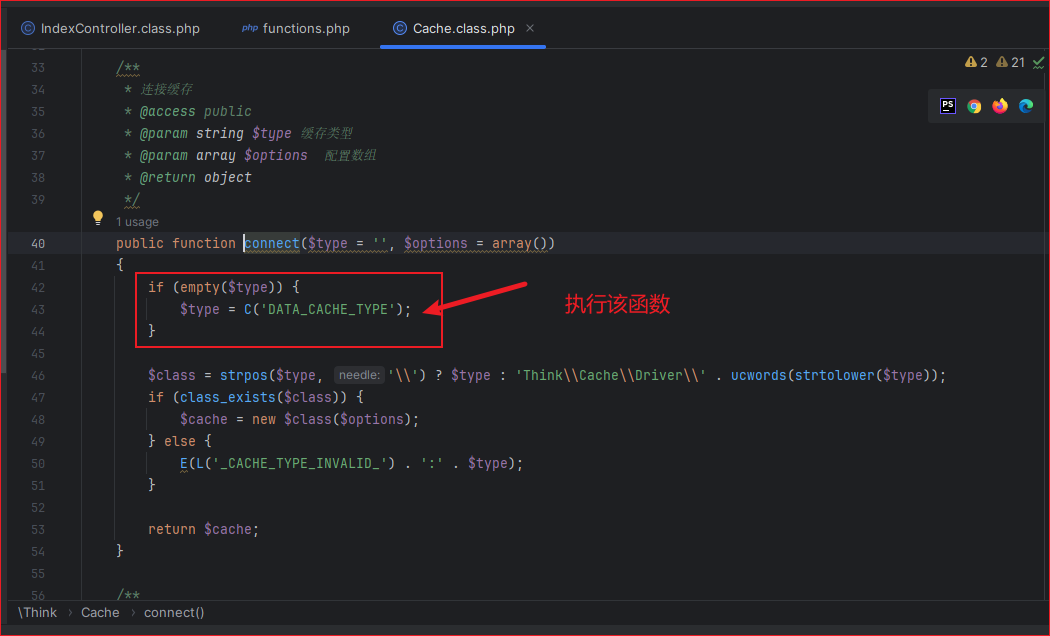 IndexController.class.php php functions.php Cache.class.php
2 21
33 /**
34 * 连接缓存
35 * @access public
36 * @param string $type 缓存类型
37 * @param array $options 配置数组
38 * @return object
39 */
1 usage
40 public function connect($type = '', $options = array())
41 {
42 if (empty($type)) {
43 $type = C('DATA_CACHE_TYPE');
执行该函数
44 }
45
46 $class = strpos($type, needle: '\\') ? $type : 'Think\\Cache\\Driver\\' . ucwords(strtolower($type));
47 if (class_exists($class)) {
48 $cache = new $class($options);
49 } else {
50 E(L('_CACHE_TYPE_INVALID_') . ':' . $type);
51 }
52
53 return $cache;
54 }
55
56 /**
\Think › Cache › connect()
PS